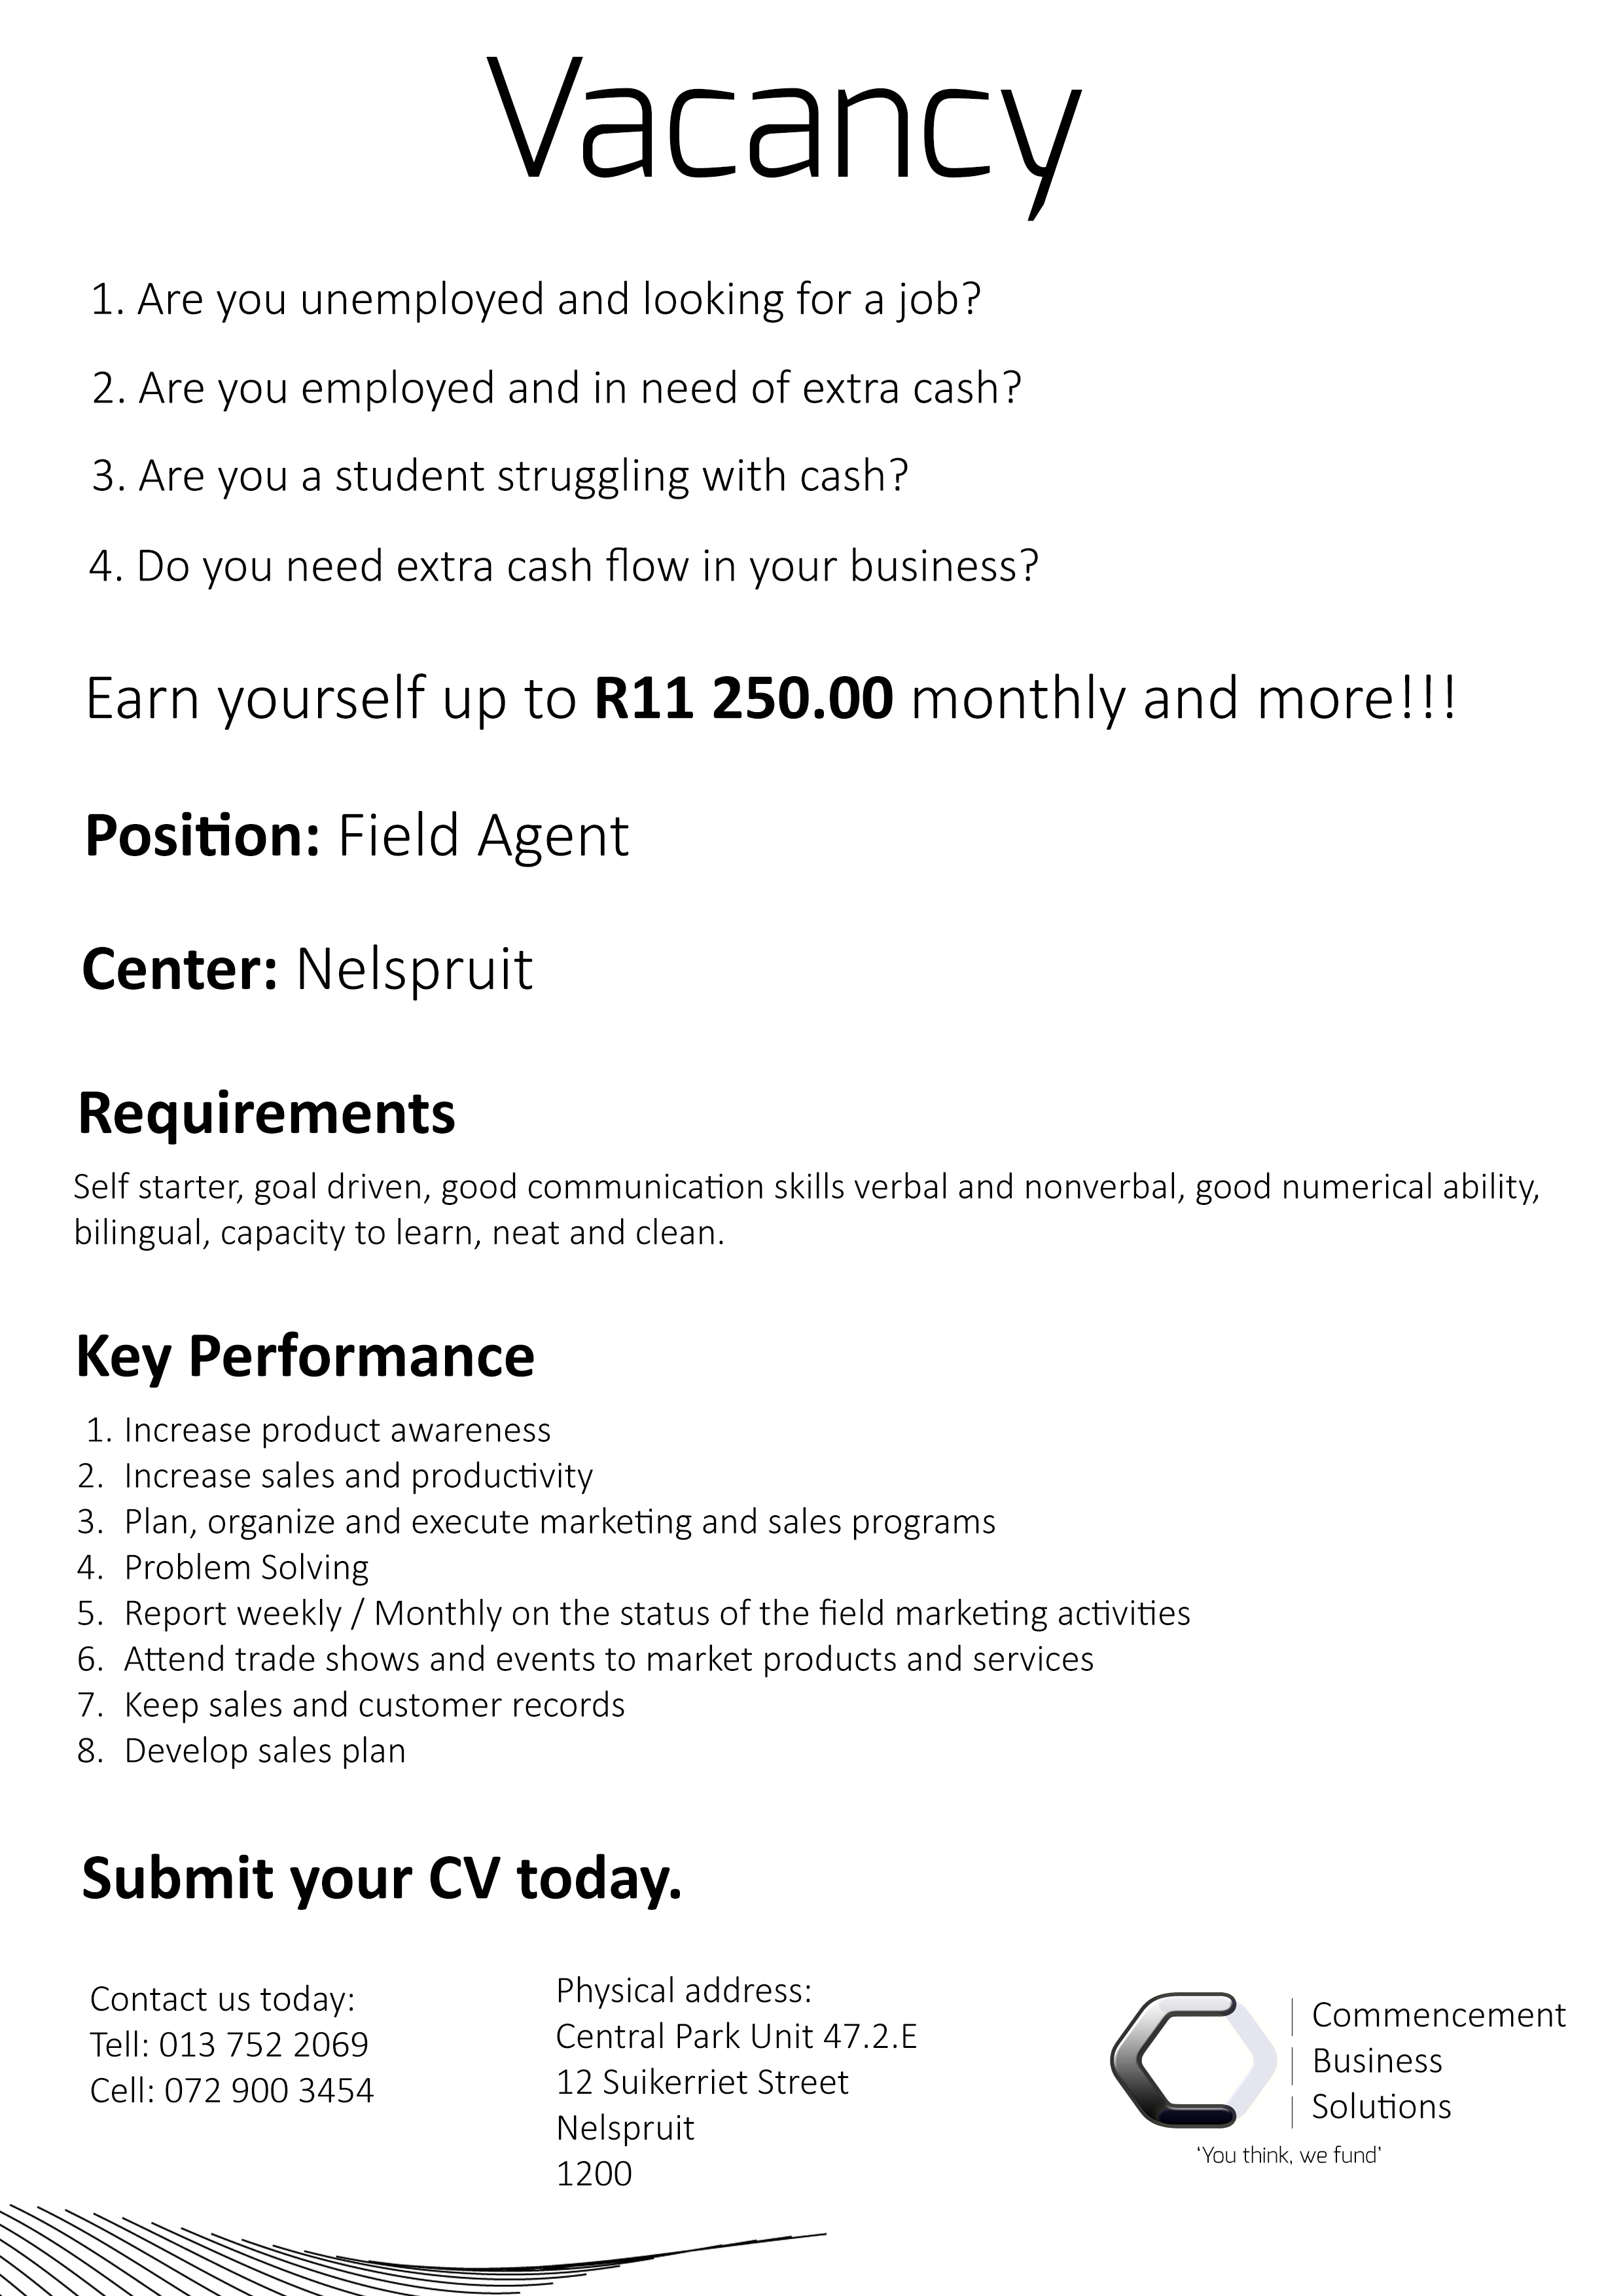 Vacancy
1. Are you unemployed and looking for a job?
2. Are you employed and in need of extra cash?
3. Are you a student struggling with cash?
4. Do you need extra cash flow in your business?
Earn yourself up to R11 250.00 monthly and more!!!
Position: Field Agent
Center: Nelspruit
Requirements
Self starter, goal driven, good communication skills verbal and nonverbal, good numerical ability,
bilingual, capacity to learn, neat and clean.
Key Performance
1. Increase product awareness
2. Increase sales and productivity
3. Plan, organize and execute marketing and sales programs
4. Problem Solving
5. Report weekly / Monthly on the status of the field marketing activities
6. Attend trade shows and events to market products and services
7. Keep sales and customer records
8. Develop sales plan
Submit your CV today.
Contact us today:
Tell: 013 752 2069
Cell: 072 900 3454
Physical address:
Central Park Unit 47.2.E
12 Suikerriet Street
Nelspruit
1200
Commencement
Business
Solutions
‘You think, we fund’